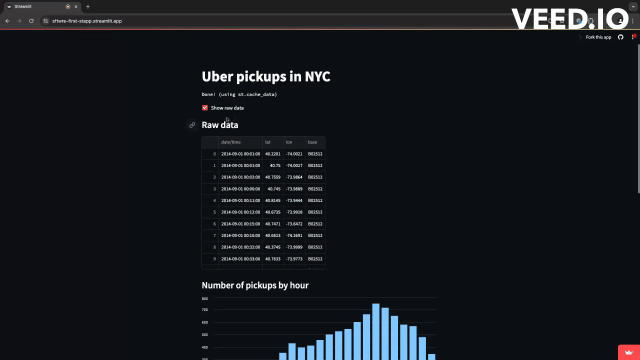 Streamlit
VEED.IO
sftwre-first-stapp.streamlit.app
Fork this app
Uber pickups in NYC
Done! (using st.cache_data)
Show raw data
Raw data
date/time lat lon base
0 2014-09-01 00:01:00 40.2201 -74.0021 B02512
1 2014-09-01 00:01:00 40.75 -74.0027 B02512
2 2014-09-01 00:03:00 40.7559 -73.9864 B02512
3 2014-09-01 00:06:00 40.745 -73.9889 B02512
4 2014-09-01 00:11:00 40.8145 -73.9444 B02512
5 2014-09-01 00:12:00 40.6735 -73.9918 B02512
6 2014-09-01 00:15:00 40.7471 -73.6472 B02512
7 2014-09-01 00:16:00 40.6613 -74.2691 B02512
8 2014-09-01 00:32:00 40.3745 -73.9999 B02512
9 2014-09-01 00:33:00 40.7633 -73.9773 B02512
Number of pickups by hour
800
700
600
500
400
300